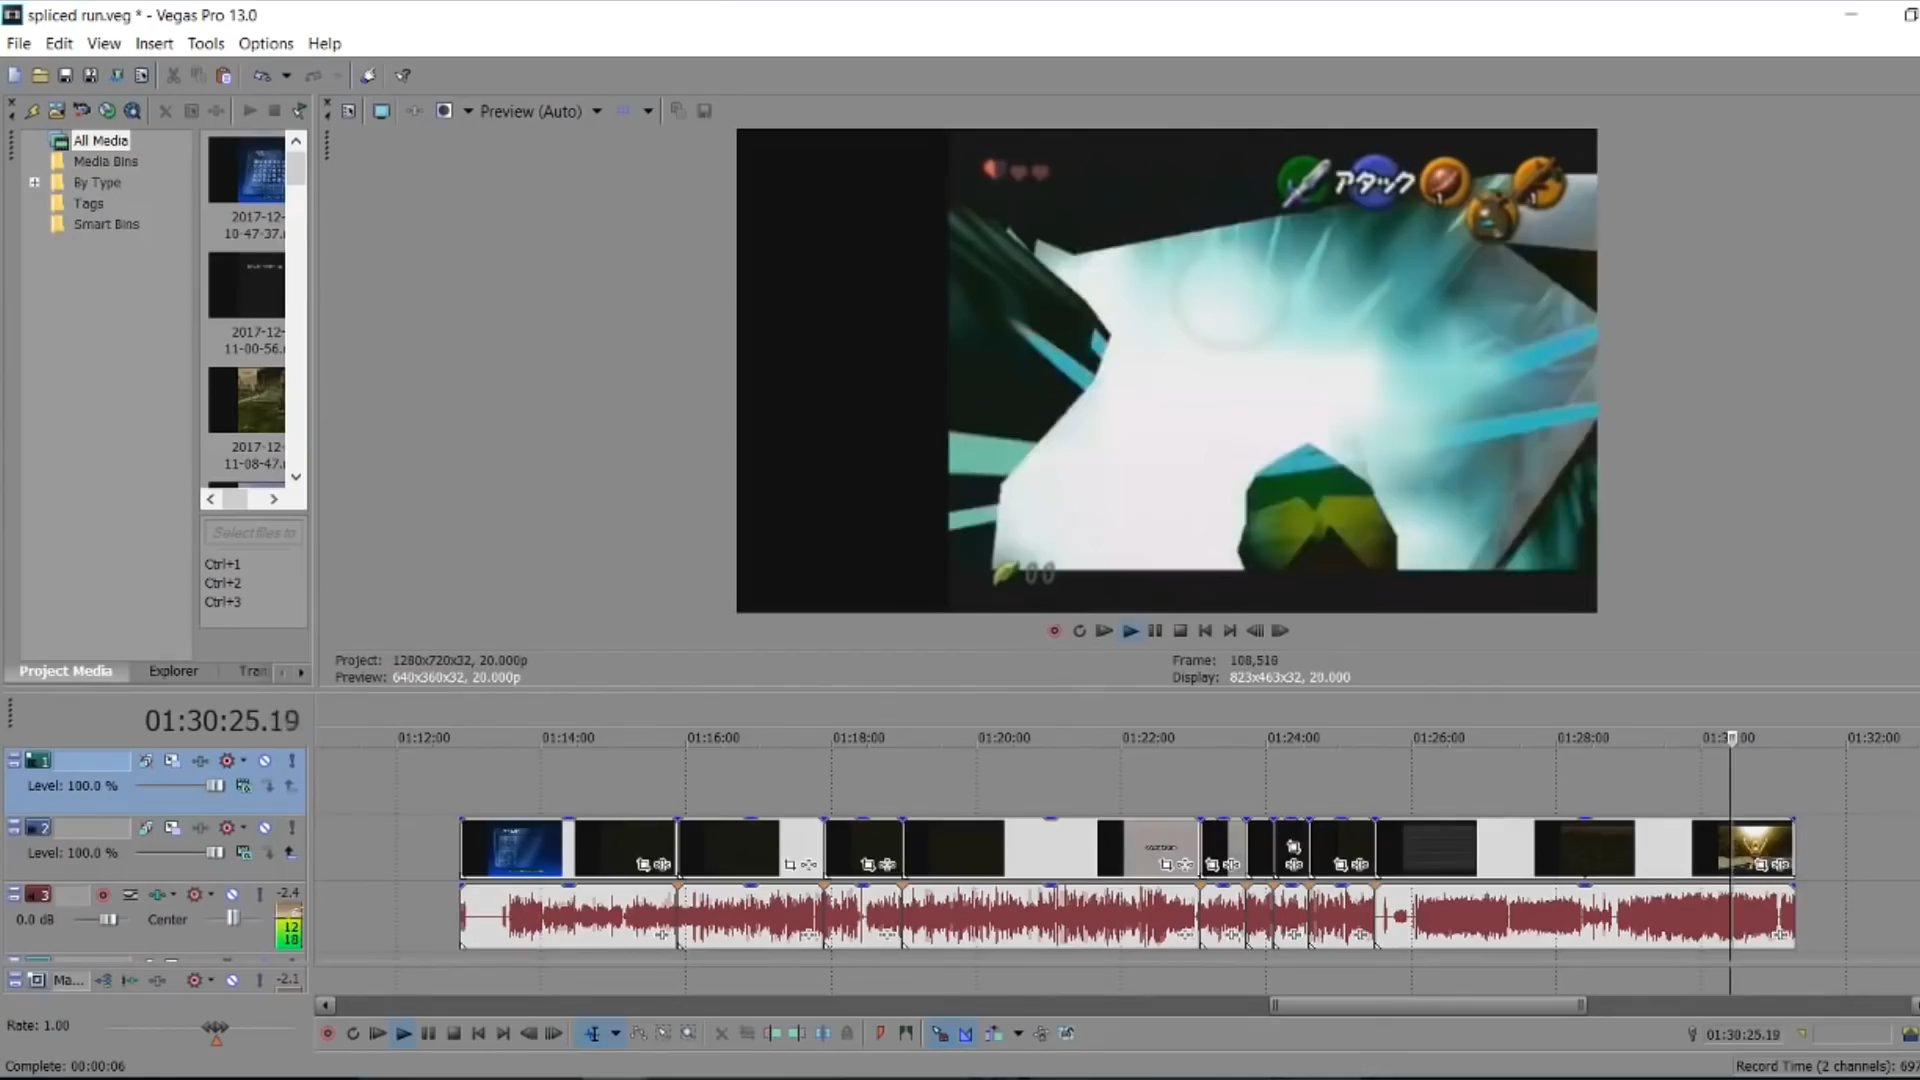 spliced run.veg * - Vegas Pro 13.0
File Edit View Insert Tools Options Help
Preview (Auto)
All Media
Media Bins
By Type
Tags
Smart Bins
2017-12-
10-47-37.
2017-12-
11-00-56.
2017-12-
11-08-47.
Select files to
Ctrl+1
Ctrl+2
Ctrl+3
アタック
1
1
00
Project Media Explorer Tran
Project: 1280x720x32, 20.000p
Preview: 640x360x32, 20.000p
Frame: 108,518
Display: 823x463x32, 20.000
01:30:25.19
01:12:00 01:14:00 01:16:00 01:18:00 01:20:00 01:22:00 01:24:00 01:26:00 01:28:00 01:32:00
1
Level: 100.0 %
2
Level: 100.0 %
3
-2.4
0.0 dB Center
12
18
Ma... -2.1
Rate: 1.00
01:30:25.19
Complete: 00:00:06
Record Time (2 channels): 697